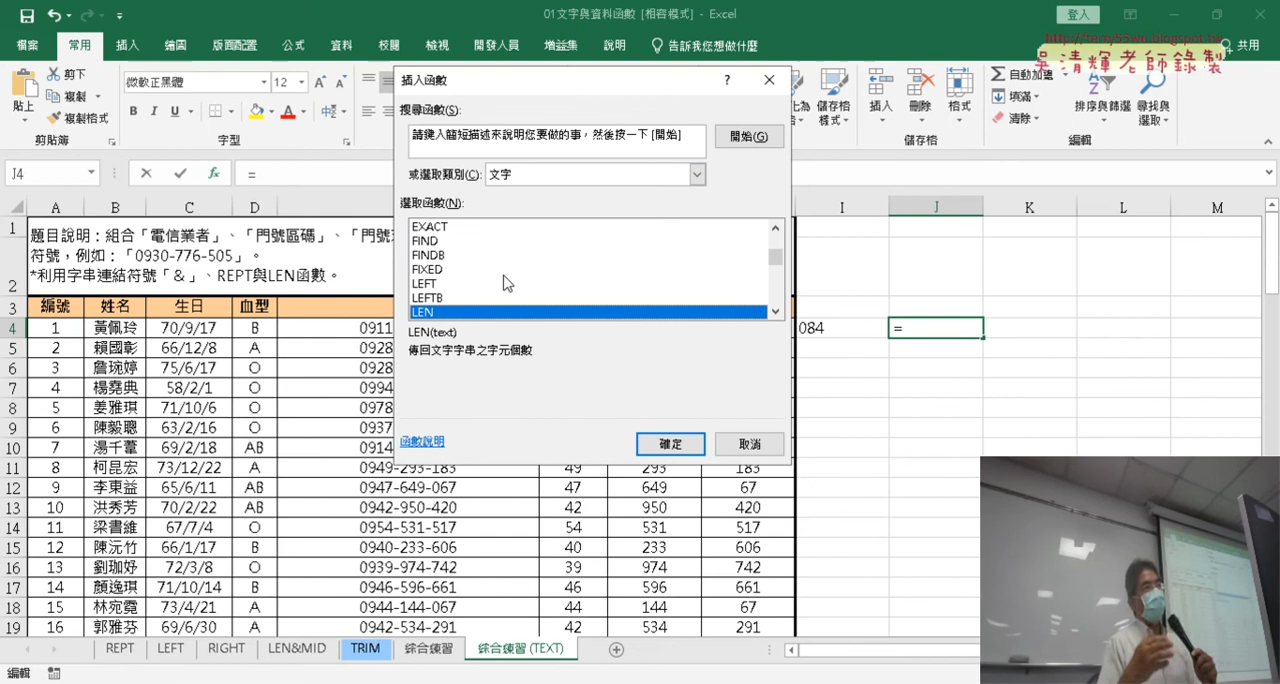 01文字與資料函數 [相容模式] - Excel
登入
http://terry55wu.blogspot.tw
吳清輝老師錄製
檔案 常用 插入 繪圖 版面配置 公式 資料 校閱 檢視 開發人員 增益集 說明 告訴我您想做什麼 共用
貼上 剪下 複製 複製格式 剪貼簿
微軟正黑體 12
B I U A 中 字型
儲存格樣式 插入 刪除 格式 儲存格
自動加總 填滿 清除 排序與篩選 尋找與選取 編輯
J4 fx =
插入函數 ?
搜尋函數(S):
請鍵入簡短描述來說明您要做的事，然後按一下 [開始]
開始(G)
或選取類別(C): 文字
選取函數(N):
EXACT
FIND
FINDB
FIXED
LEFT
LEFTB
LEN
LEN(text)
傳回文字字串之字元個數
函數說明 確定 取消
A B C D I J K L M
1 題目說明：組合「電信業者」、「門號區碼」、「門號
符號，例如：「0930-776-505」。
2 *利用字串連結符號「&」、REPT與LEN函數。
3 編號 姓名 生日 血型
4 1 黃佩玲 70/9/17 B 0911 084 =
5 2 賴國彰 66/12/8 A 0928
6 3 詹琬婷 75/6/17 O 0928
7 4 楊堯典 58/2/1 O 0994
8 5 姜雅琪 71/10/6 O 0978
9 6 陳毅聰 63/2/16 O 0937
10 7 湯千葦 69/2/18 AB 0914
11 8 柯昆宏 73/12/22 A 0949-293-183 49 293 183
12 9 李東益 65/6/11 AB 0947-649-067 47 649 67
13 10 洪秀芳 70/2/22 AB 0942-950-420 42 950 420
14 11 梁書維 67/7/4 O 0954-531-517 54 531 517
15 12 陳沅竹 66/1/17 B 0940-233-606 40 233 606
16 13 劉珈妤 72/3/8 O 0939-974-742 39 974 742
17 14 顏逸琪 71/10/14 B 0946-596-661 46 596 661
18 15 林宛霓 73/4/21 A 0944-144-067 44 144 67
19 16 郭雅芬 69/6/30 A 0942-534-291 42 534 291
REPT LEFT RIGHT LEN&MID TRIM 綜合練習 綜合練習 (TEXT)
編輯